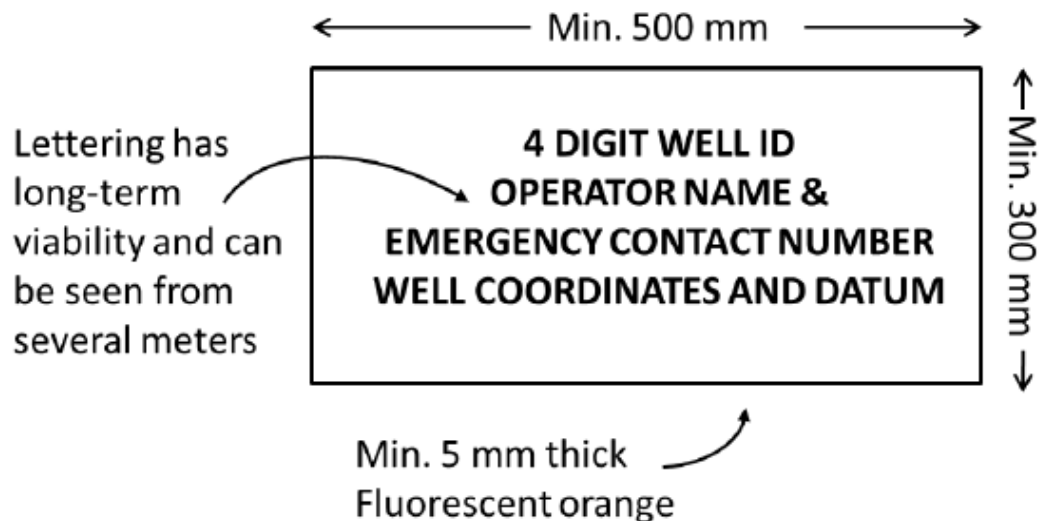 Min. 500 mm
Lettering has
long-term
viability and can
be seen from
several meters
4 DIGIT WELL ID
OPERATOR NAME &
EMERGENCY CONTACT NUMBER
WELL COORDINATES AND DATUM
Min. 300 mm
Min. 5 mm thick
Fluorescent orange